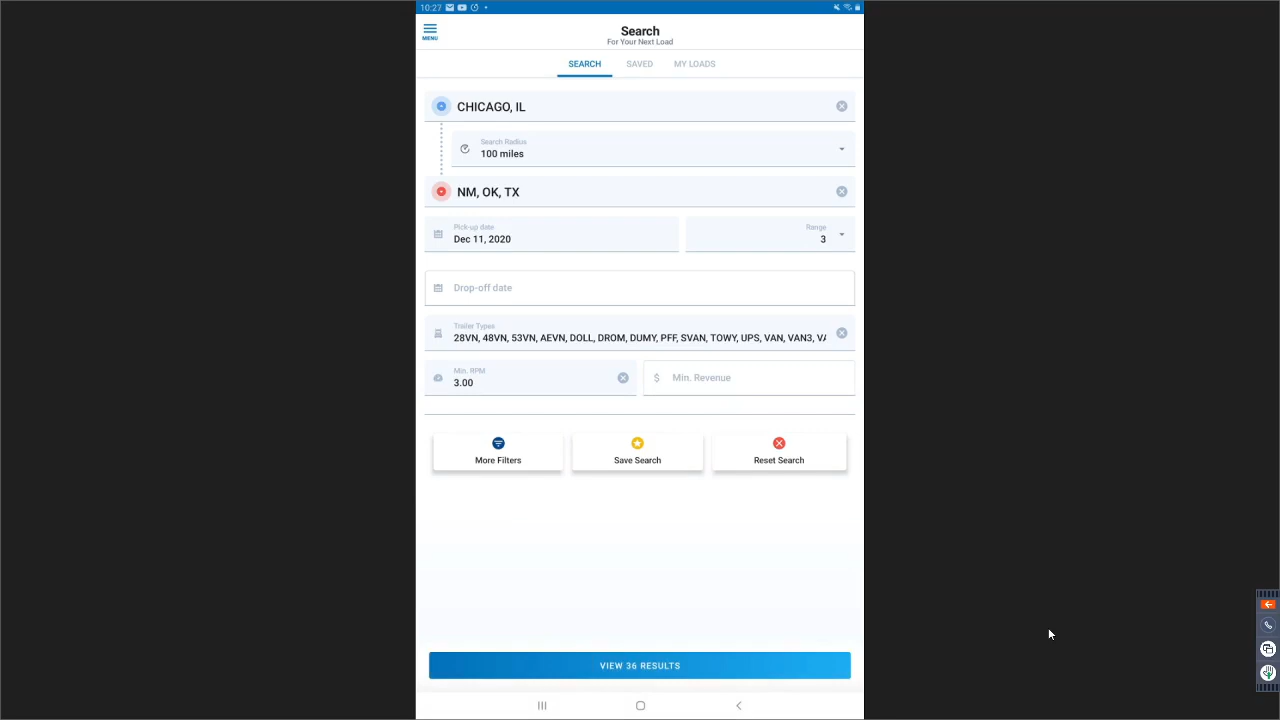 10:27
MENU
Search
For Your Next Load
SEARCH SAVED MY LOADS
CHICAGO, IL
Search Radius
100 miles
NM, OK, TX
Pick-up date
Dec 11, 2020
Range
3
Drop-off date
Trailer Types
28VN, 48VN, 53VN, AEVN, DOLL, DROM, DUMY, PFF, SVAN, TOWY, UPS, VAN, VAN3, VA
Min. RPM
3.00
$ Min. Revenue
More Filters Save Search Reset Search
VIEW 36 RESULTS